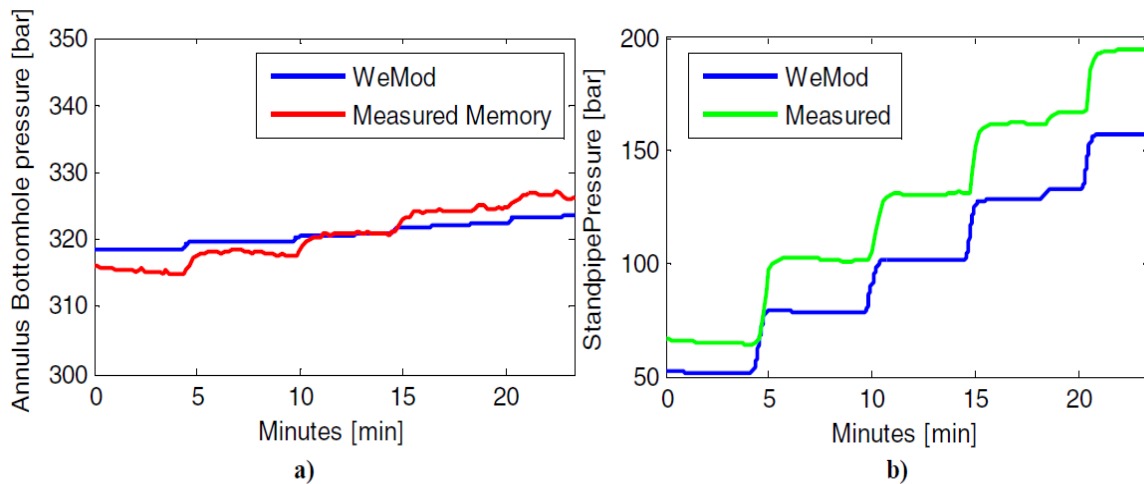 Annulus Bottomhole pressure [bar]
350
340
330
320
310
300
WeMod
Measured Memory
0
5
10
15
20
Minutes [min]
a)
StandpipePressure [bar]
200
150
100
50
WeMod
Measured
0
5
10
15
20
Minutes [min]
b)